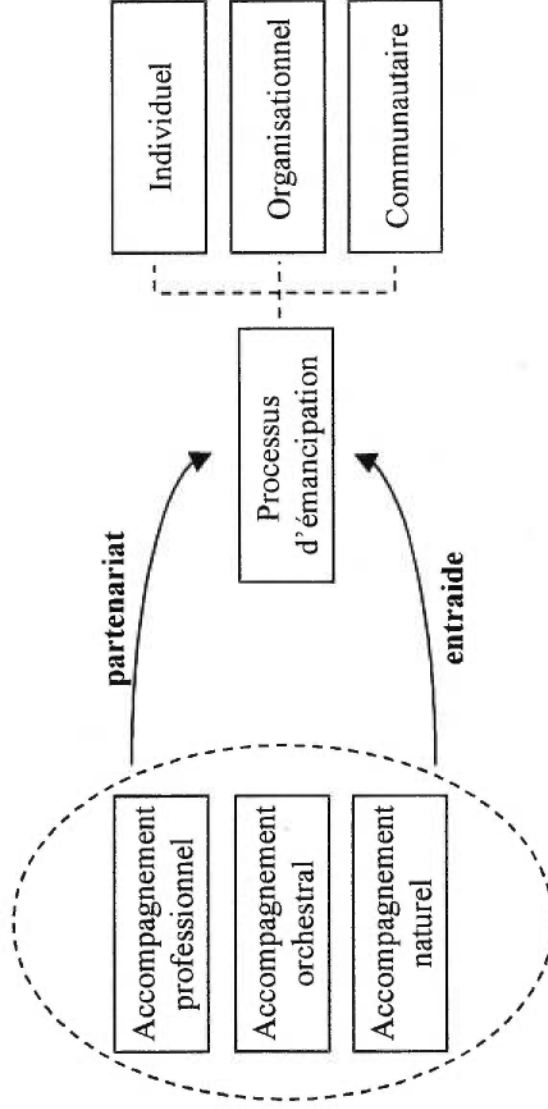 Accompagnement
professionnel
Accompagnement
orchestral
Accompagnement
naturel
partenariat
entraide
Processus
d'émancipation
Individuel
Organisationnel
Communautaire